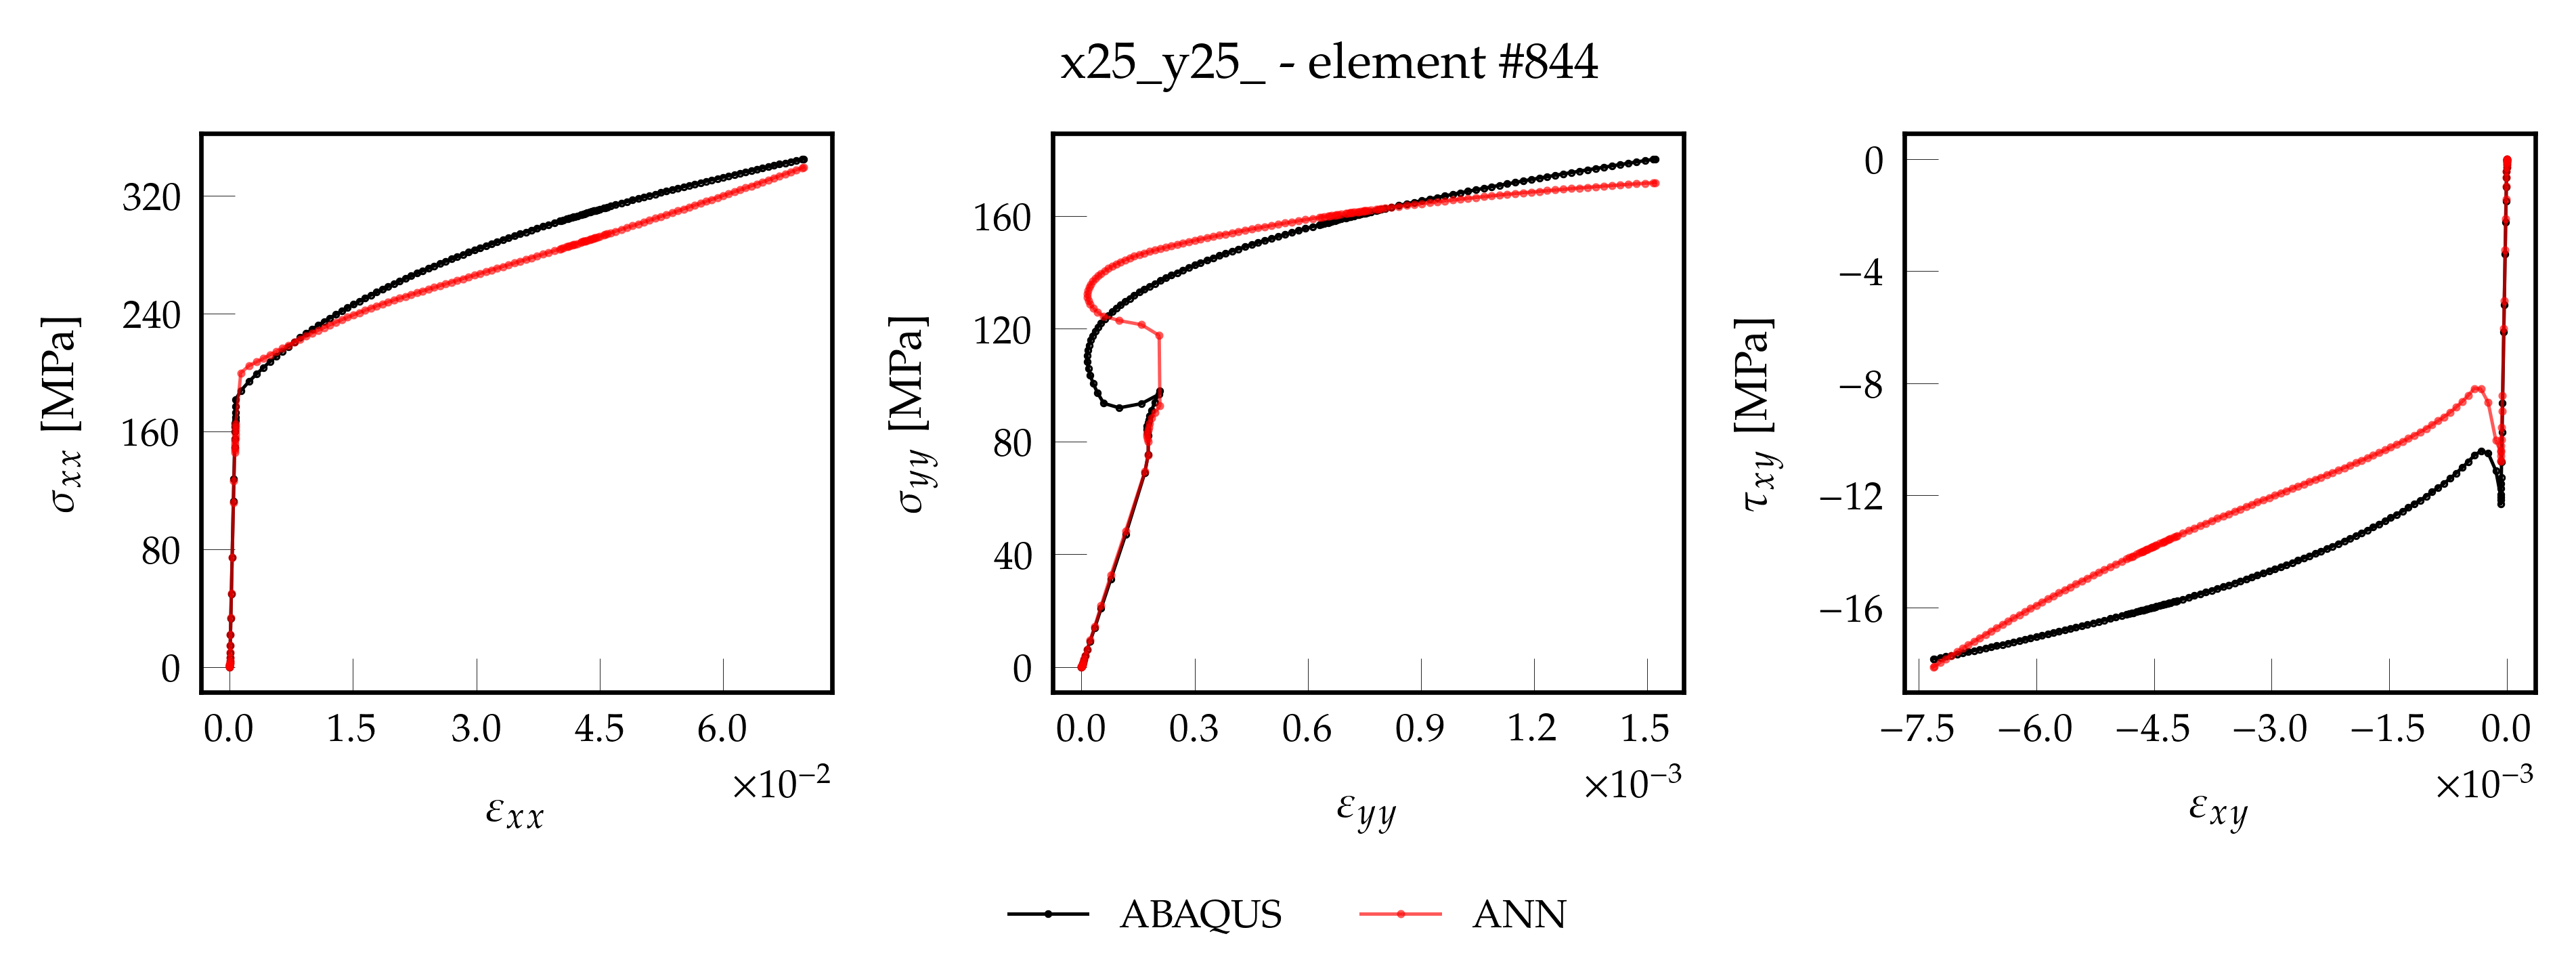 x25_y25_ - element #844
σxx [MPa]
320
240
160
80
0
0.0 1.5 3.0 4.5 6.0
×10−2
εxx
σyy [MPa]
160
120
80
40
0
0.0 0.3 0.6 0.9 1.2 1.5
×10−3
εyy
τxy [MPa]
0
−4
−8
−12
−16
−7.5 −6.0 −4.5 −3.0 −1.5 0.0
×10−3
εxy
ABAQUS ANN